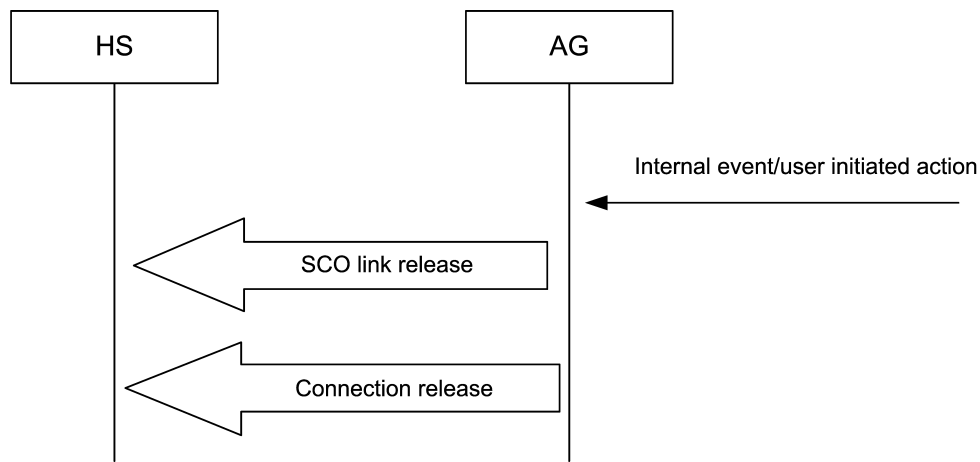 HS
AG
Internal event/user initiated action
SCO link release
Connection release